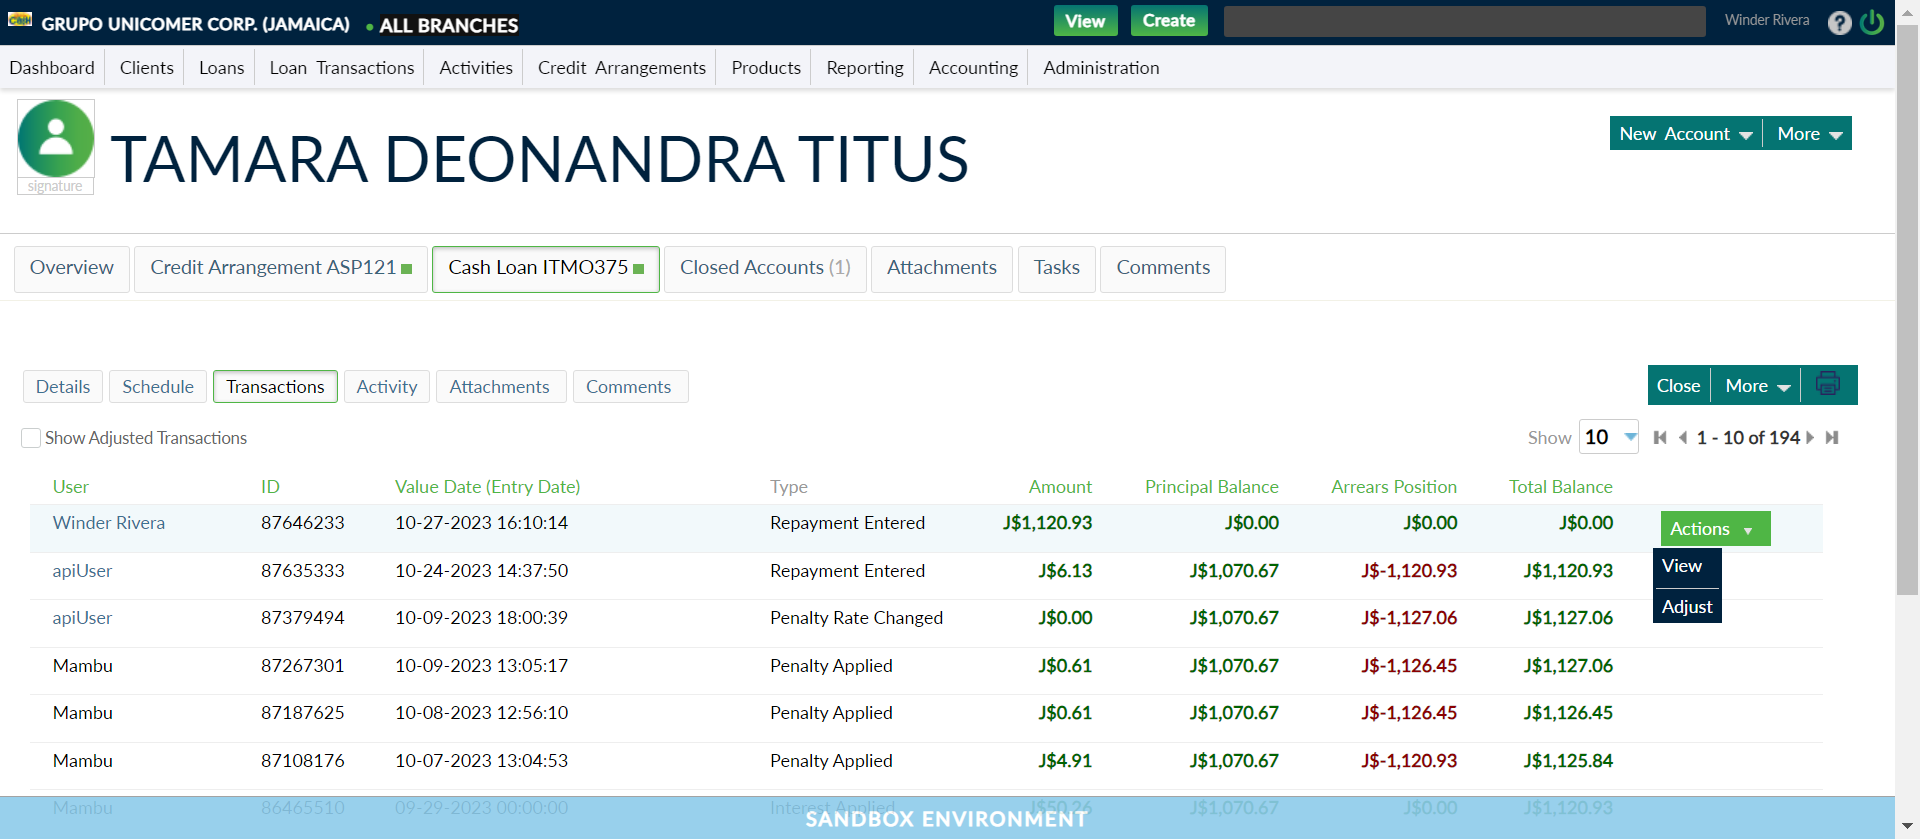 Cash GRUPO UNICOMER CORP. (JAMAICA) • ALL BRANCHES View Create Winder Rivera ?
Dashboard Clients Loans Loan Transactions Activities Credit Arrangements Products Reporting Accounting Administration
signature
TAMARA DEONANDRA TITUS
New Account More
Overview Credit Arrangement ASP121 Cash Loan ITMO375 Closed Accounts (1) Attachments Tasks Comments
Details Schedule Transactions Activity Attachments Comments Close More
Show Adjusted Transactions Show 10 1 - 10 of 194
User ID Value Date (Entry Date) Type Amount Principal Balance Arrears Position Total Balance
Winder Rivera 87646233 10-27-2023 16:10:14 Repayment Entered J$1,120.93 J$0.00 J$0.00 J$0.00 Actions
apiUser 87635333 10-24-2023 14:37:50 Repayment Entered J$6.13 J$1,070.67 J$-1,120.93 J$1,120.93 View
apiUser 87379494 10-09-2023 18:00:39 Penalty Rate Changed J$0.00 J$1,070.67 J$-1,127.06 J$1,127.06 Adjust
Mambu 87267301 10-09-2023 13:05:17 Penalty Applied J$0.61 J$1,070.67 J$-1,126.45 J$1,127.06
Mambu 87187625 10-08-2023 12:56:10 Penalty Applied J$0.61 J$1,070.67 J$-1,126.45 J$1,126.45
Mambu 87108176 10-07-2023 13:04:53 Penalty Applied J$4.91 J$1,070.67 J$-1,120.93 J$1,125.84
Mambu 86465510 09-29-2023 00:00:00 Interest Applied J$50.26 J$1,070.67 J$0.00 J$1,120.93
SANDBOX ENVIRONMENT